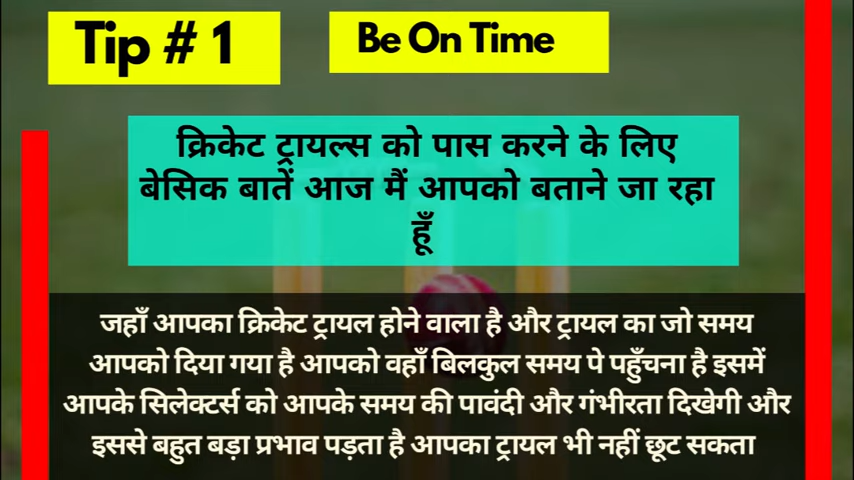 Tip # 1
Be On Time
क्रिकेट ट्रायल्स को पास करने के लिए
बेसिक बातें आज मैं आपको बताने जा रहा
हूँ
जहाँ आपका क्रिकेट ट्रायल होने वाला है और ट्रायल का जो समय
आपको दिया गया है आपको वहाँ बिलकुल समय पे पहुँचना है इसमें
आपके सिलेक्टर्स को आपके समय की पावंदी और गंभीरता दिखेगी और
इससे बहुत बड़ा प्रभाव पड़ता है आपका ट्रायल भी नहीं छूट सकता